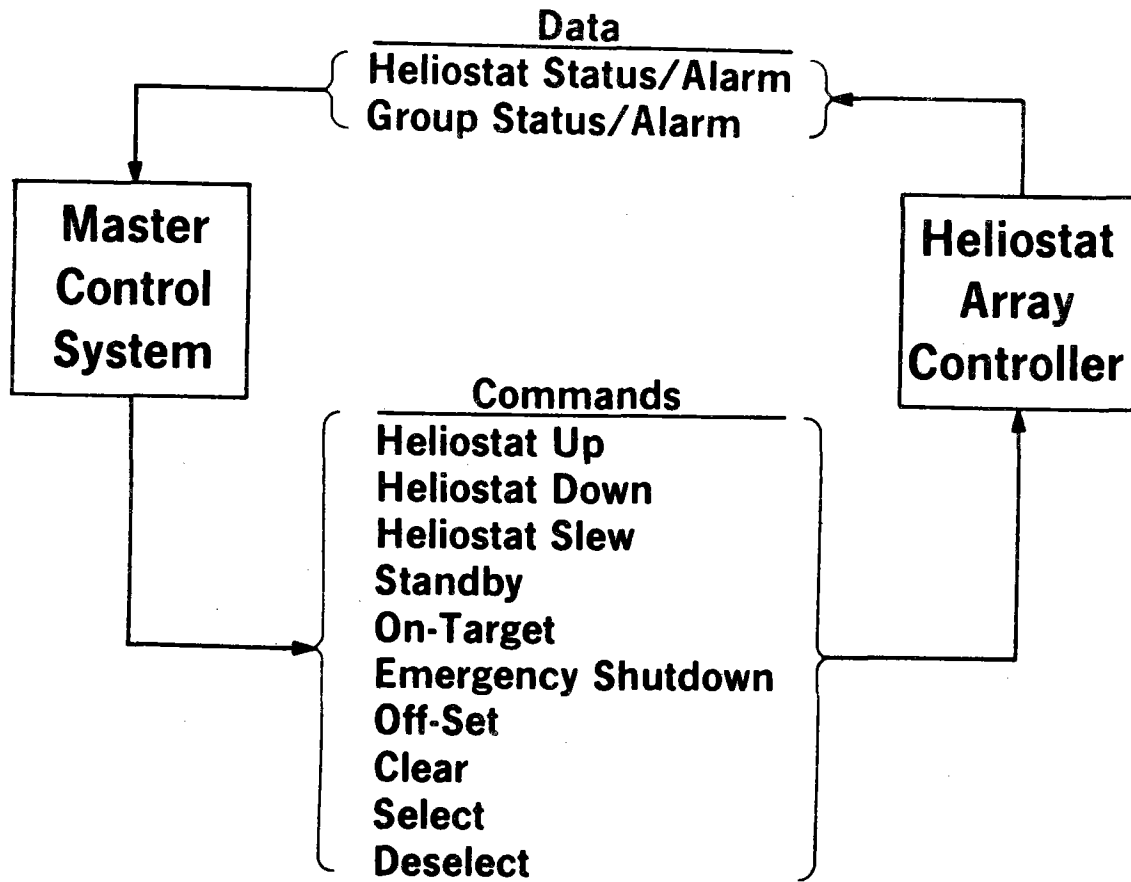 Data
Heliostat Status/Alarm
Group Status/Alarm
Master
Control
System
Heliostat
Array
Controller
Commands
Heliostat Up
Heliostat Down
Heliostat Slew
Standby
On-Target
Emergency Shutdown
Off-Set
Clear
Select
Deselect